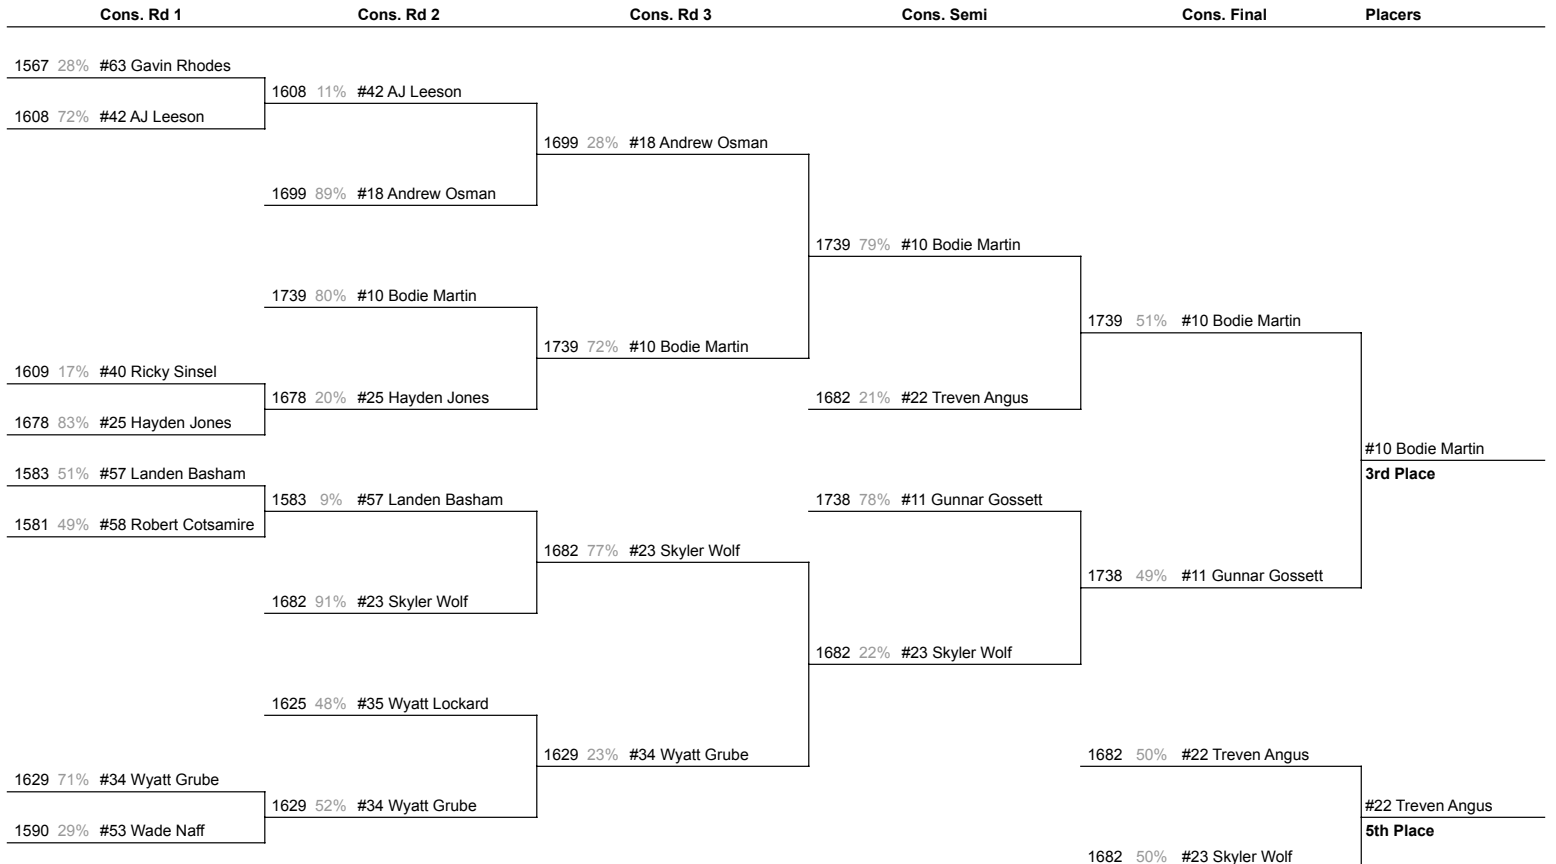 Cons. Rd 1 Cons. Rd 2 Cons. Rd 3 Cons. Semi Cons. Final Placers
1567 28% #63 Gavin Rhodes
1608 11% #42 AJ Leeson
1608 72% #42 AJ Leeson
1699 28% #18 Andrew Osman
1699 89% #18 Andrew Osman
1739 79% #10 Bodie Martin
1739 80% #10 Bodie Martin
1739 51% #10 Bodie Martin
1739 72% #10 Bodie Martin
1609 17% #40 Ricky Sinsel
1678 20% #25 Hayden Jones 1682 21% #22 Treven Angus
1678 83% #25 Hayden Jones
#10 Bodie Martin
1583 51% #57 Landen Basham 3rd Place
1583 9% #57 Landen Basham 1738 78% #11 Gunnar Gossett
1581 49% #58 Robert Cotsamire
1682 77% #23 Skyler Wolf
1738 49% #11 Gunnar Gossett
1682 91% #23 Skyler Wolf
1682 22% #23 Skyler Wolf
1625 48% #35 Wyatt Lockard
1629 23% #34 Wyatt Grube 1682 50% #22 Treven Angus
1629 71% #34 Wyatt Grube
1629 52% #34 Wyatt Grube #22 Treven Angus
1590 29% #53 Wade Naff 5th Place
1682 50% #23 Skyler Wolf